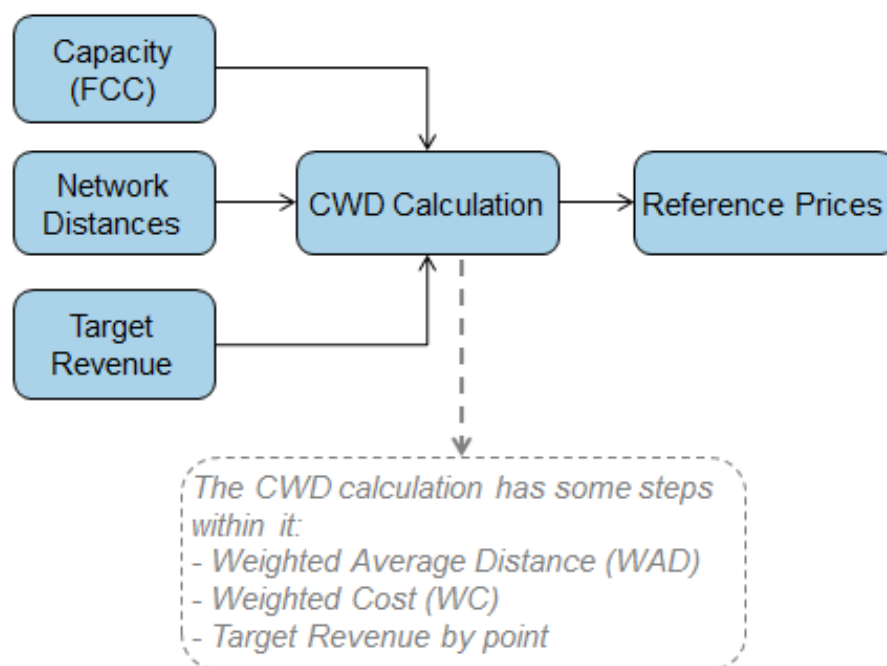 Capacity
(FCC)
Network
Distances
CWD Calculation
Reference Prices
Target
Revenue
The CWD calculation has some steps
within it:
- Weighted Average Distance (WAD)
- Weighted Cost (WC)
- Target Revenue by point